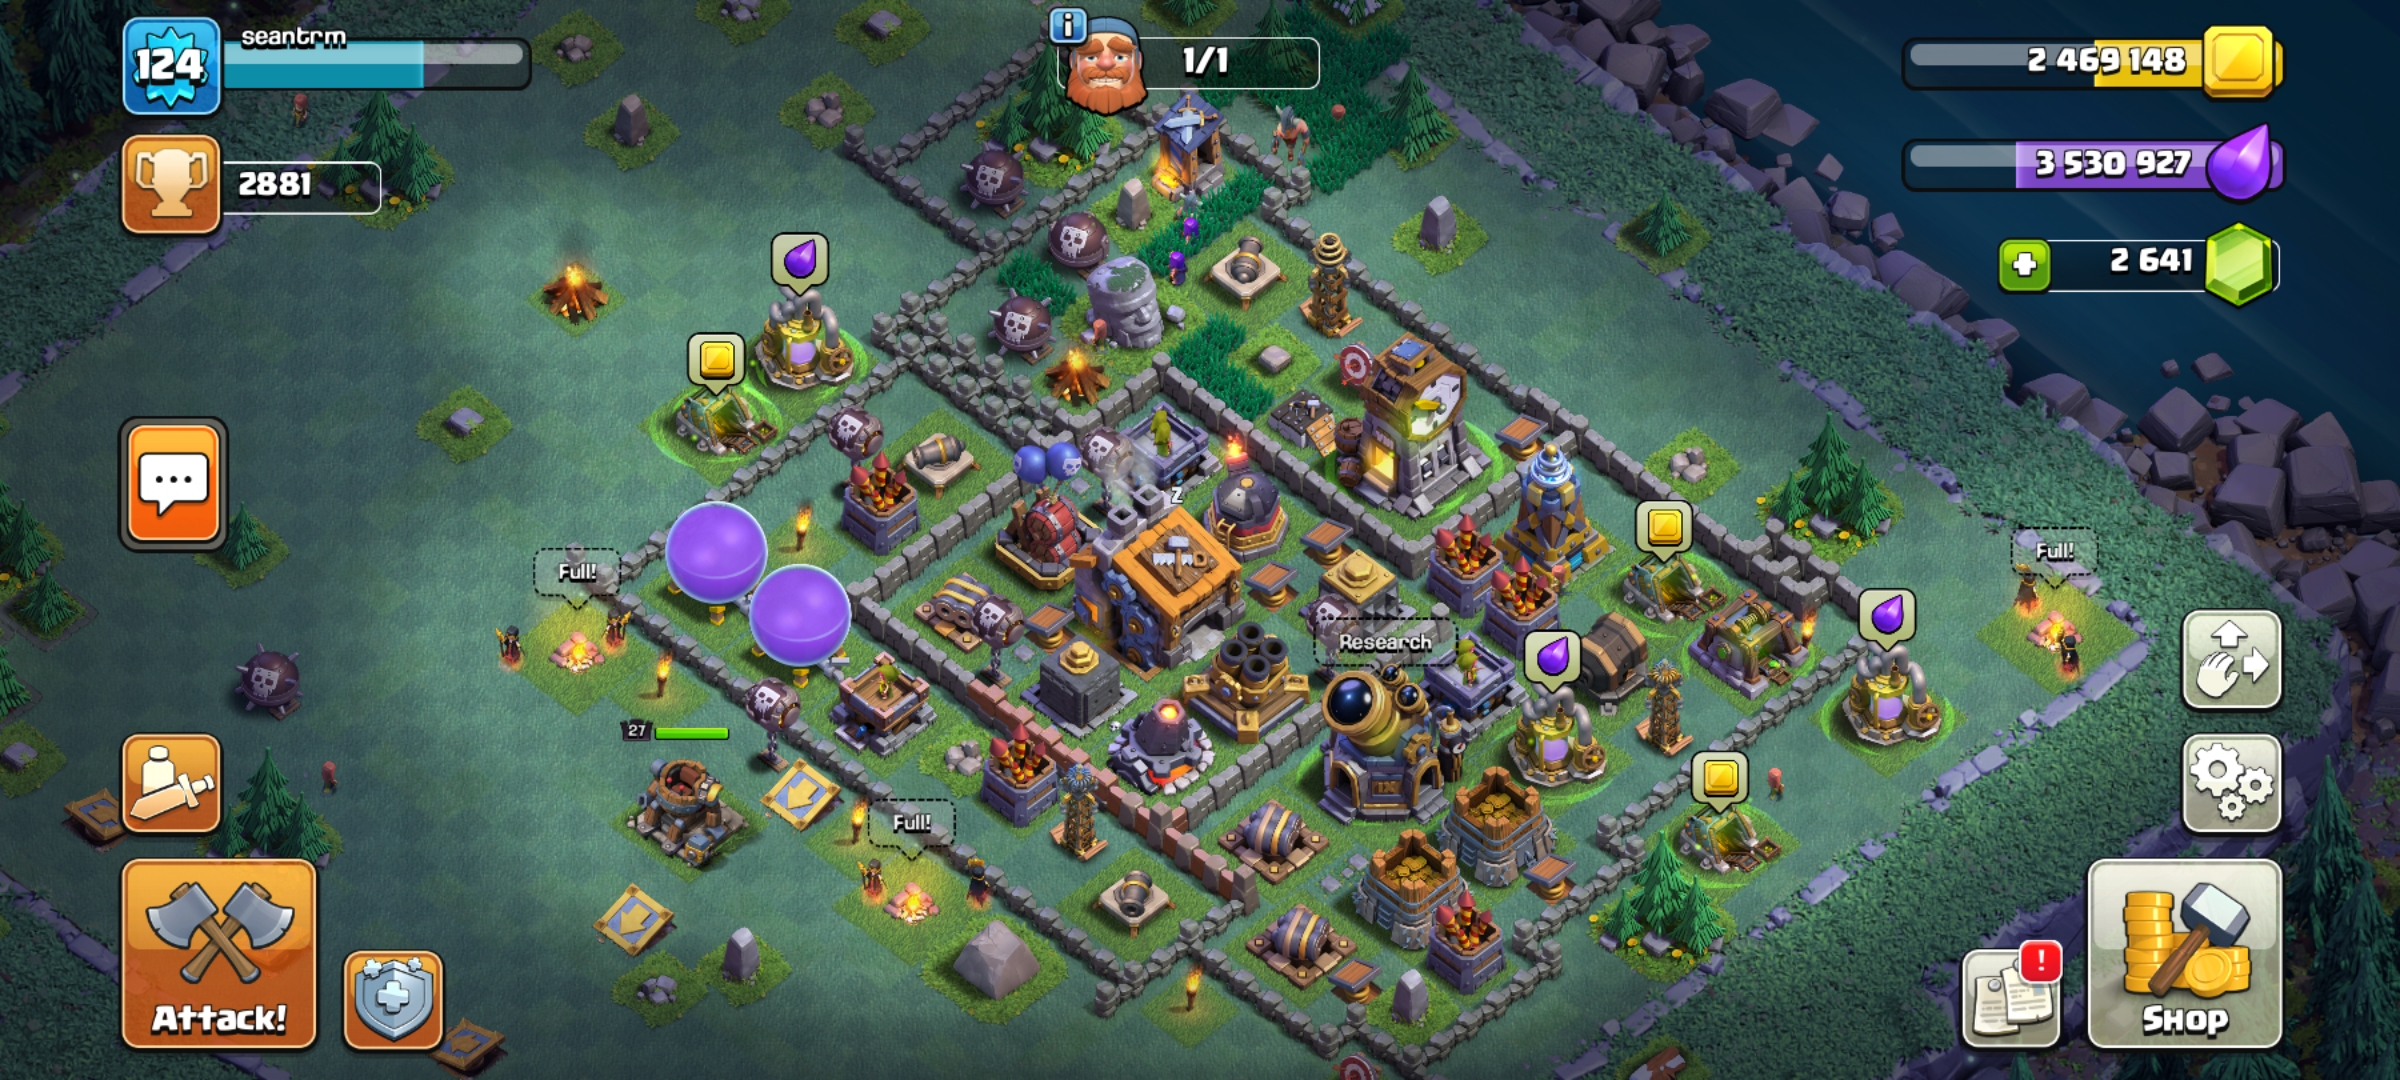 124
seantrm
i
1/1
2 469 148
2881
3 530 927
2 641
Z
Full!
Full!
Research
27
Full!
Attack!
!
Shop